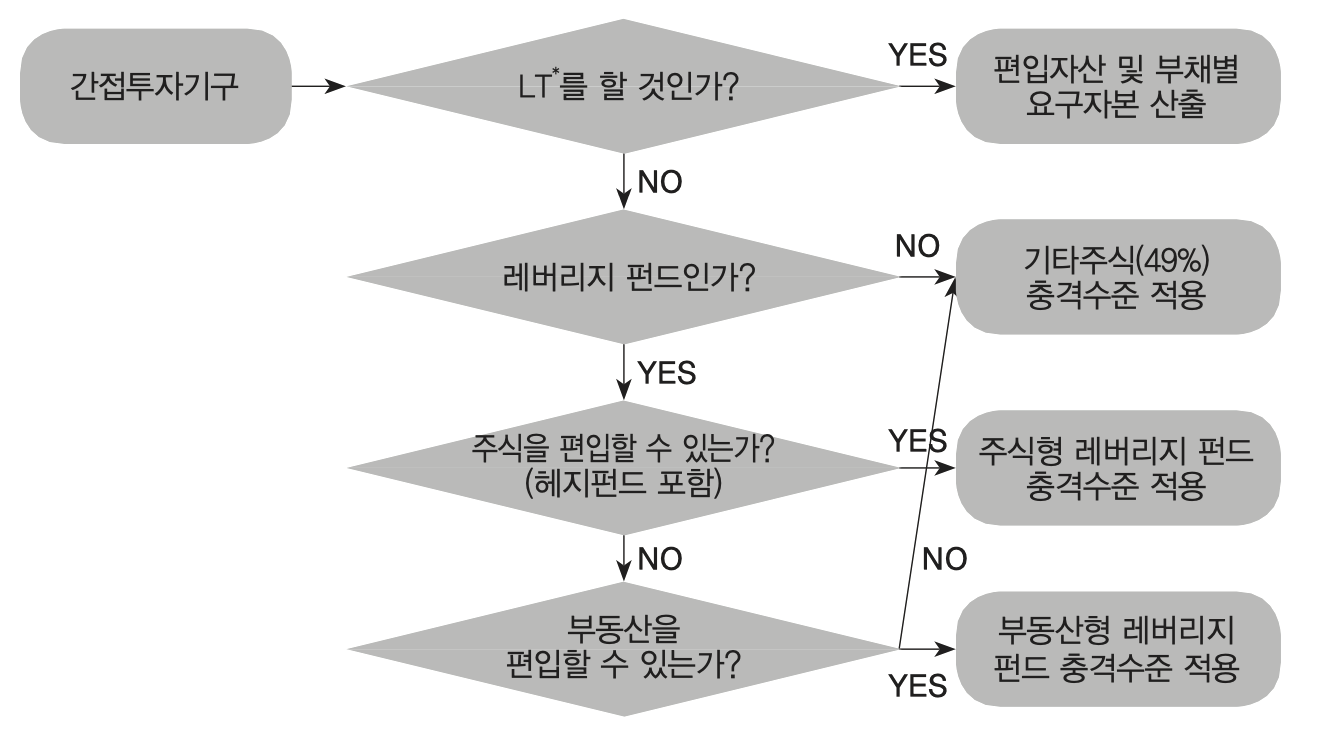 간접투자기구
LT*를 할 것인가?
YES
편입자산 및 부채별
요구자본 산출
NO
레버리지 펀드인가?
NO
기타주식(49%)
충격수준 적용
YES
주식을 편입할 수 있는가?
(헤지펀드 포함)
YES
주식형 레버리지 펀드
충격수준 적용
NO
NO
부동산을
편입할 수 있는가?
YES
부동산형 레버리지
펀드 충격수준 적용